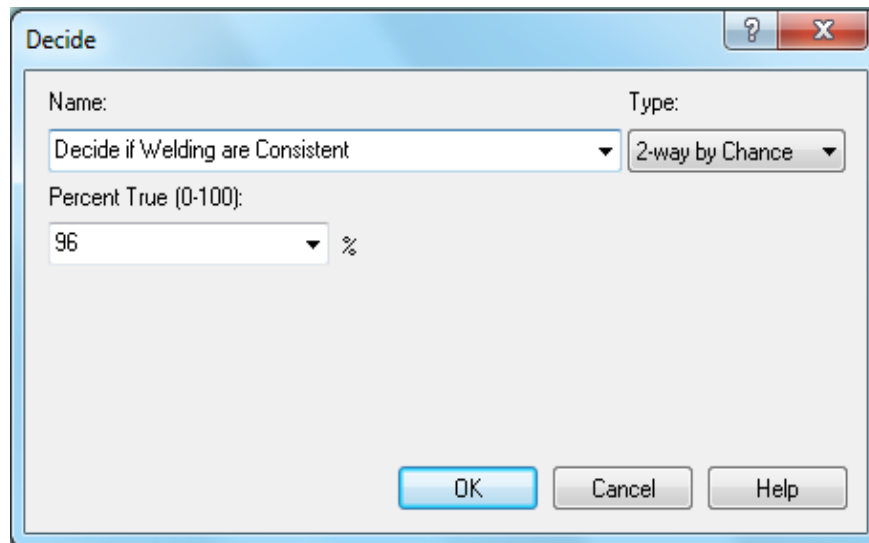 Decide
Name: Type:
Decide if Welding are Consistent 2-way by Chance
Percent True (0-100):
96 %
OK Cancel Help